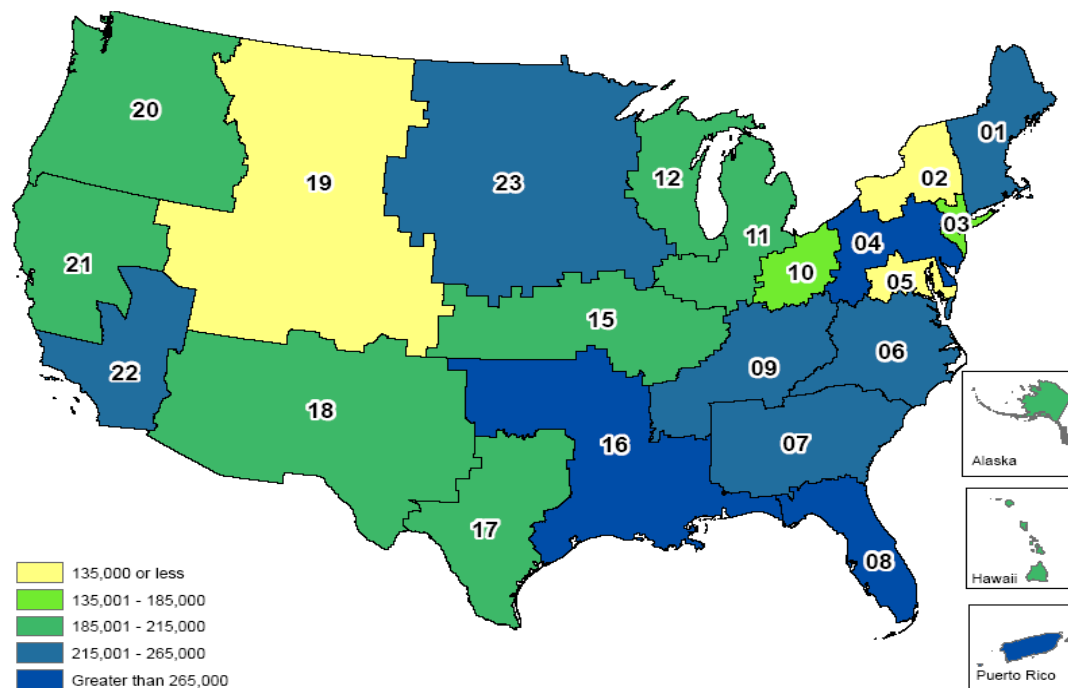 01
20
02
12
19
23
03
11
04
21
10
05
15
06
22
09
18
07
16
Alaska
17
08
135,000 or less
Hawaii
135,001 - 185,000
185,001 - 215,000
215,001 - 265,000
Greater than 265,000
Puerto Rico